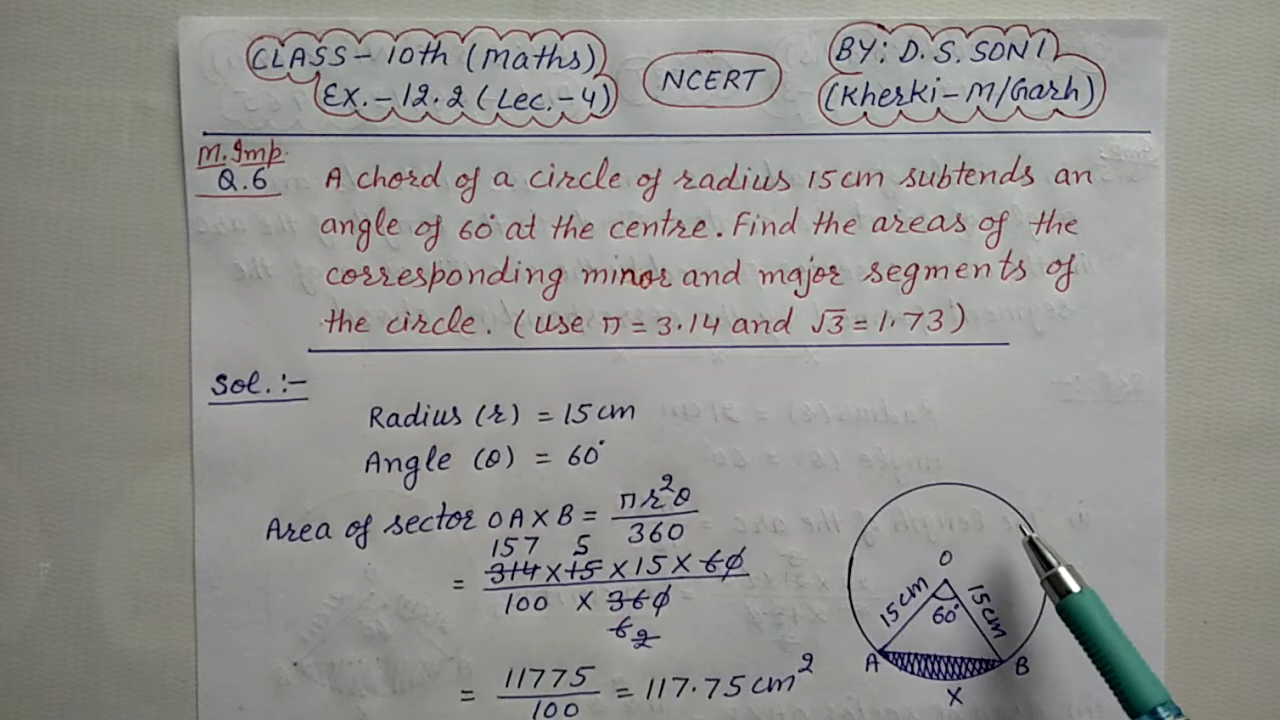 CLASS - 10th (Maths)
Ex. - 12.2 (Lec. - 4)
NCERT
BY: D. S. SONI
(Kherki - M/Garh)
M. Imp.
Q.6
A chord of a circle of radius 15 cm subtends an
angle of 60° at the centre. Find the areas of the
corresponding minor and major segments of
the circle. (use π = 3.14 and √3 = 1.73)
Sol. :-
Radius (r) = 15 cm
Angle (θ) = 60°
Area of sector OAXB = πr²θ
360
157 5
= 314 × 15 × 15 × 60
100 × 360
6 2
= 11775 = 117.75 cm²
100
O
15 cm
15 cm
60°
A
B
X